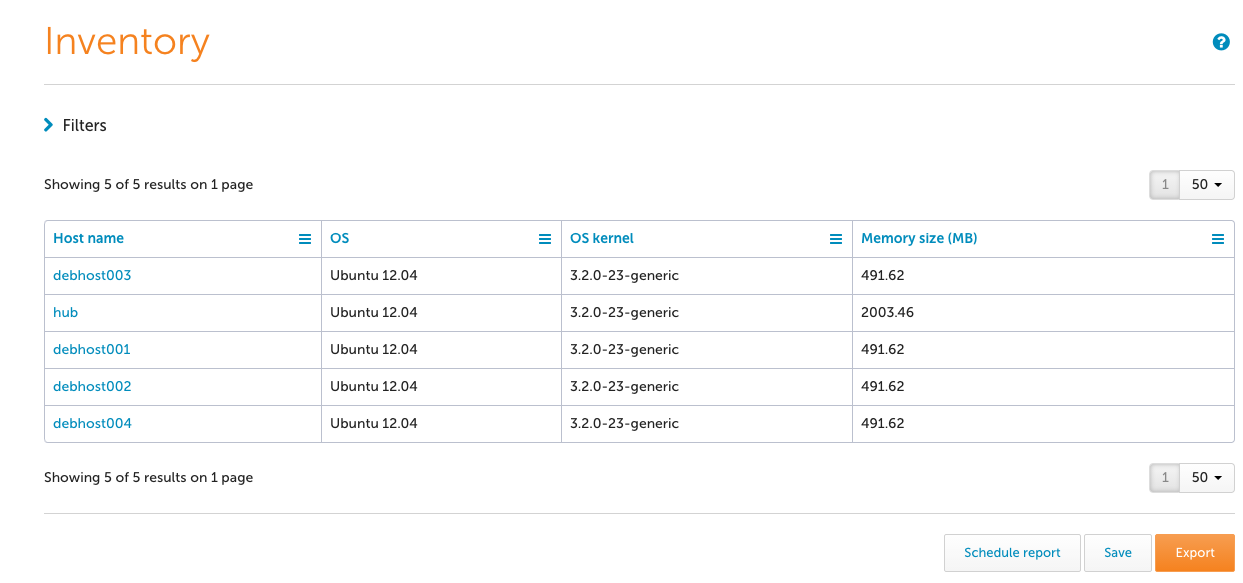 Inventory
?
Filters
Showing 5 of 5 results on 1 page 1 50
Host name OS OS kernel Memory size (MB)
debhost003 Ubuntu 12.04 3.2.0-23-generic 491.62
hub Ubuntu 12.04 3.2.0-23-generic 2003.46
debhost001 Ubuntu 12.04 3.2.0-23-generic 491.62
debhost002 Ubuntu 12.04 3.2.0-23-generic 491.62
debhost004 Ubuntu 12.04 3.2.0-23-generic 491.62
Showing 5 of 5 results on 1 page 1 50
Schedule report Save Export